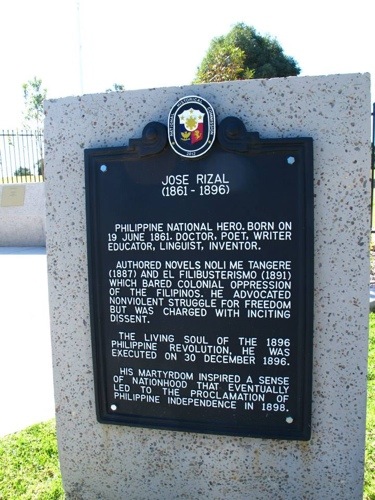 JOSE RIZAL
(1861 - 1896)
PHILIPPINE NATIONAL HERO. BORN ON
19 JUNE 1861. DOCTOR, POET, WRITER
EDUCATOR, LINGUIST, INVENTOR.
AUTHORED NOVELS NOLI ME TANGERE
(1887) AND EL FILIBUSTERISMO (1891)
WHICH BARED COLONIAL OPPRESSION
OF THE FILIPINOS. HE ADVOCATED
NONVIOLENT STRUGGLE FOR FREEDOM
BUT WAS CHARGED WITH INCITING
DISSENT.
THE LIVING SOUL OF THE 1896
PHILIPPINE REVOLUTION, HE WAS
EXECUTED ON 30 DECEMBER 1896.
HIS MARTYRDOM INSPIRED A SENSE
OF NATIONHOOD THAT EVENTUALLY
LED TO THE PROCLAMATION OF
PHILIPPINE INDEPENDENCE IN 1898.